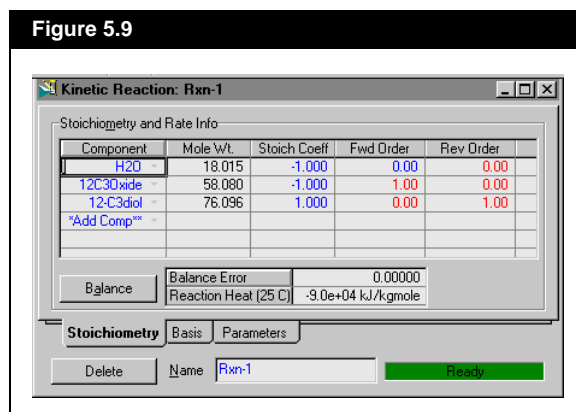 Figure 5.9
Kinetic Reaction: Rxn-1
Stoichiometry and Rate Info
Component Mole Wt. Stoich Coeff Fwd Order Rev Order
H2O 18.015 -1.000 0.00 0.00
12C3Oxide 58.080 -1.000 1.00 0.00
12-C3diol 76.096 1.000 0.00 1.00
*Add Comp**
Balance
Balance Error 0.00000
Reaction Heat (25 C) -9.0e+04 kJ/kgmole
Stoichiometry Basis Parameters
Delete Name Rxn-1 Ready